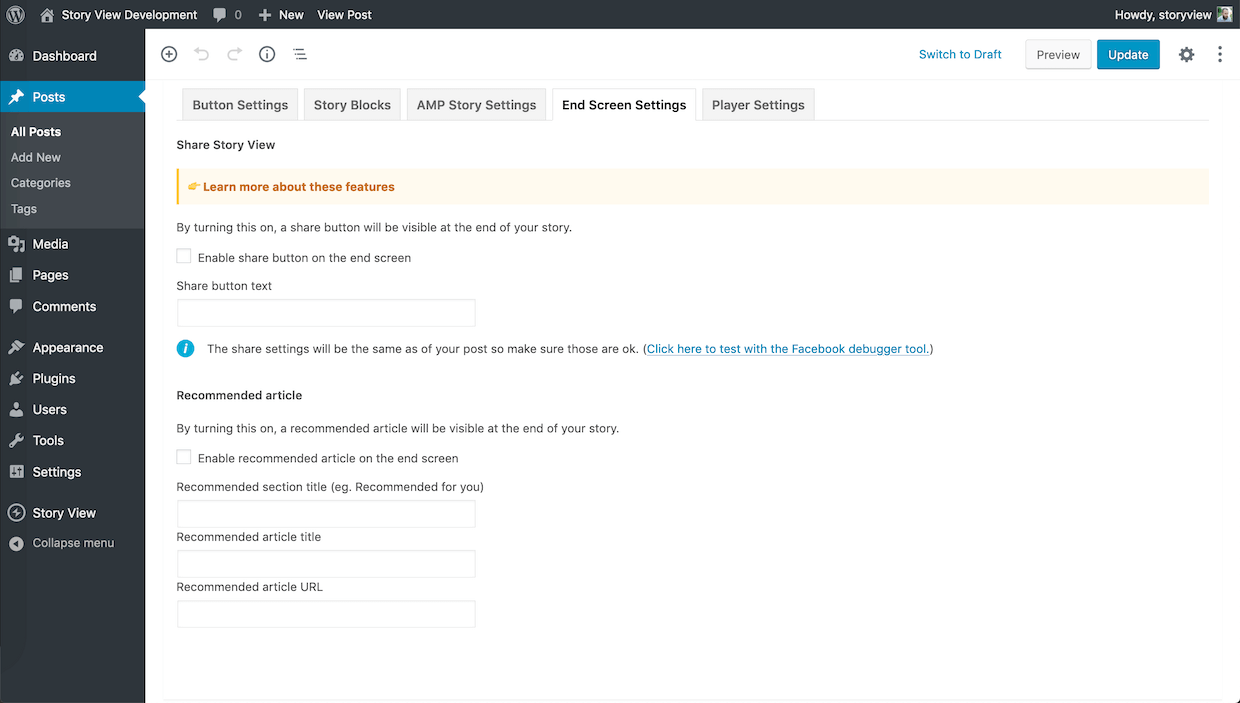 Story View Development 0 New View Post Howdy, storyview
Dashboard
Posts
All Posts
Add New
Categories
Tags
Media
Pages
Comments
Appearance
Plugins
Users
Tools
Settings
Story View
Collapse menu
Switch to Draft Preview Update
Button Settings Story Blocks AMP Story Settings End Screen Settings Player Settings
Share Story View
Learn more about these features
By turning this on, a share button will be visible at the end of your story.
Enable share button on the end screen
Share button text
The share settings will be the same as of your post so make sure those are ok. (Click here to test with the Facebook debugger tool.)
Recommended article
By turning this on, a recommended article will be visible at the end of your story.
Enable recommended article on the end screen
Recommended section title (eg. Recommended for you)
Recommended article title
Recommended article URL